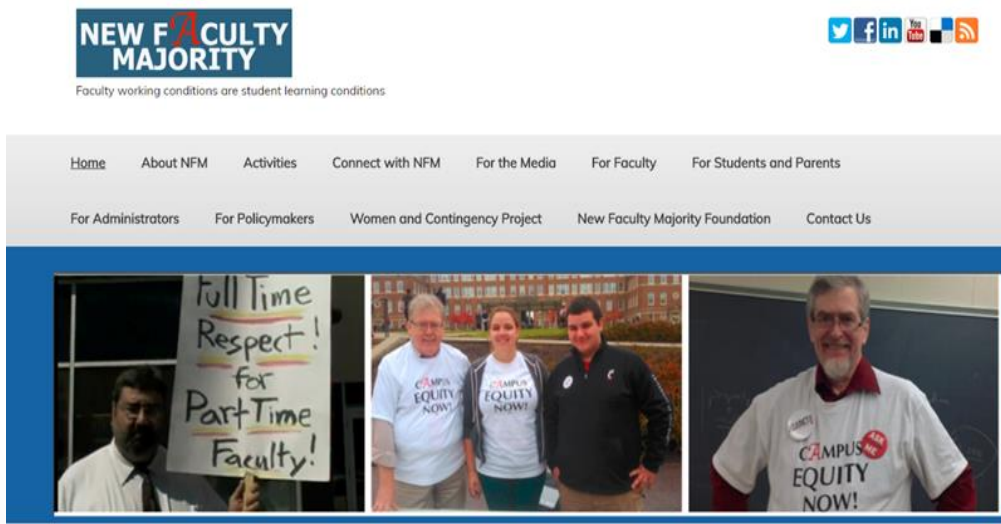 NEW FACULTY
MAJORITY
Faculty working conditions are student learning conditions
You
Tube
Home About NFM Activities Connect with NFM For the Media For Faculty For Students and Parents
For Administrators For Policymakers Women and Contingency Project New Faculty Majority Foundation Contact Us
Full Time
Respect!
for
Part Time
Faculty!
CAMPUS
EQUITY
NOW!
CAMPUS
EQUITY
NOW!
ASK
ME
CAMPUS
EQUITY
NOW!